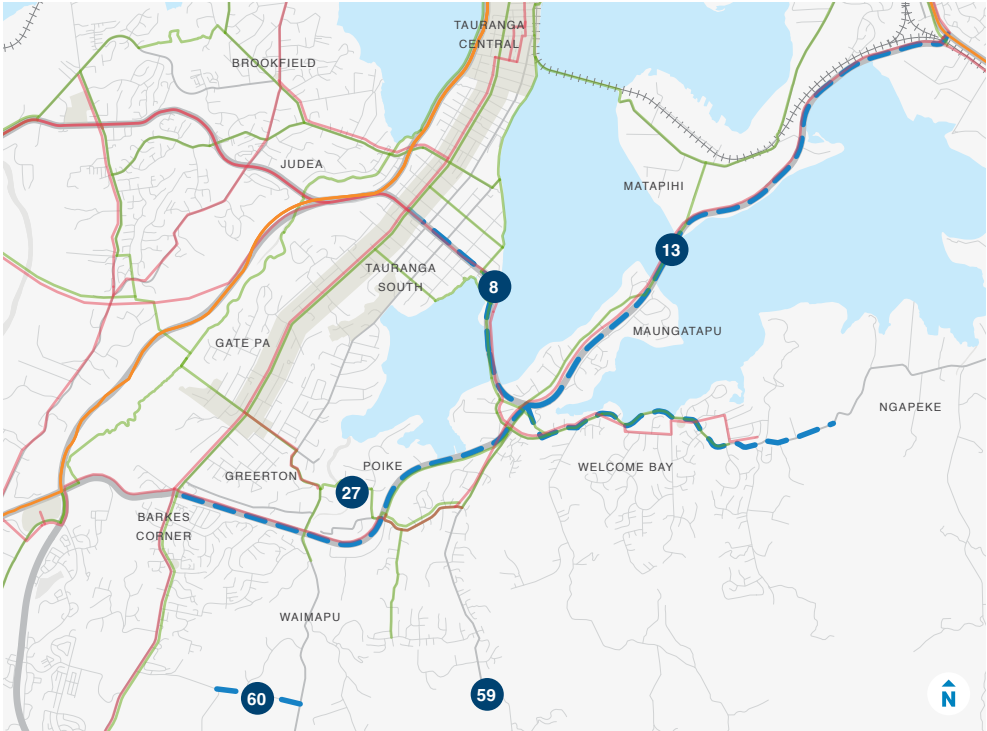 TAURANGA
CENTRAL
BROOKFIELD
JUDEA
MATAPIHI
13
TAURANGA
SOUTH
8
MAUNGATAPU
GATE PA
NGAPEKE
POIKE
WELCOME BAY
GREERTON
27
BARKES
CORNER
WAIMAPU
60
59
N